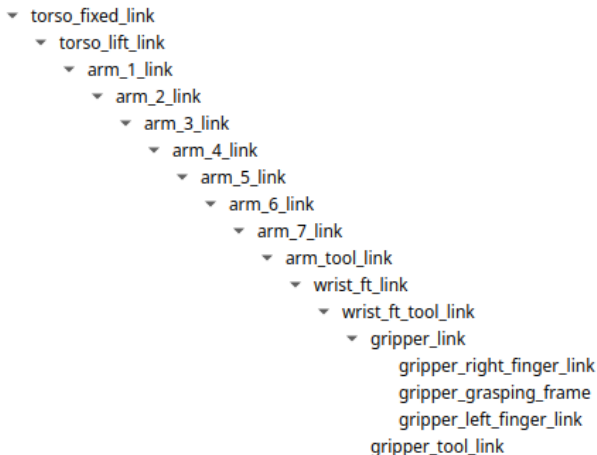 torso_fixed_link
torso_lift_link
arm_1_link
arm_2_link
arm_3_link
arm_4_link
arm_5_link
arm_6_link
arm_7_link
arm_tool_link
wrist_ft_link
wrist_ft_tool_link
gripper_link
gripper_right_finger_link
gripper_grasping_frame
gripper_left_finger_link
gripper_tool_link